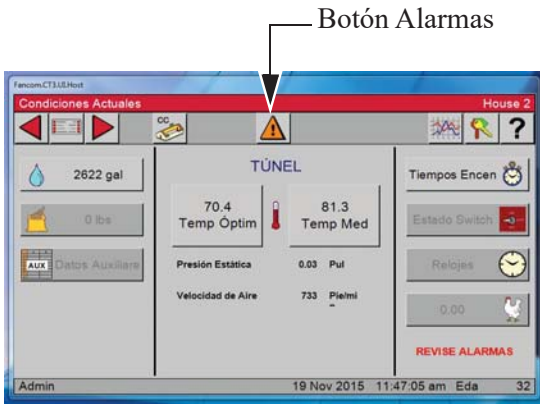 Botón Alarmas
Fancom.CT3.UI.Host
Condiciones Actuales House 2
CC
?
2622 gal
0 lbs
AUX Datos Auxiliare
TÚNEL
70.4
Temp Óptim
81.3
Temp Med
Presión Estática 0.03 Pul
Velocidad de Aire 733 Pie/mi
Tiempos Encen
Estado Switch
Relojes
0.00
REVISE ALARMAS
Admin 19 Nov 2015 11:47:05 am Eda 32